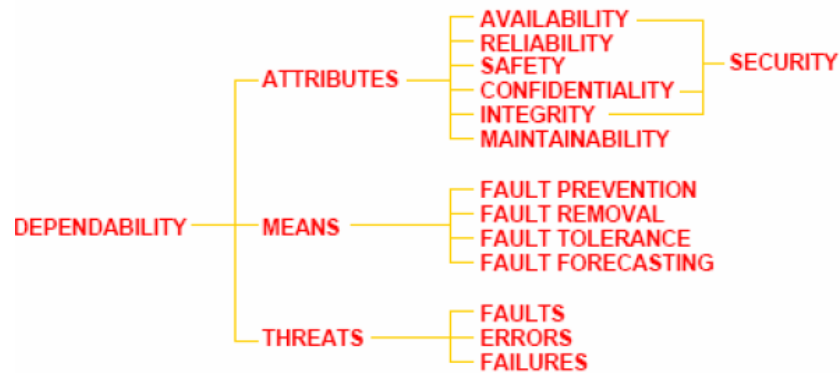 AVAILABILITY
RELIABILITY
SAFETY
CONFIDENTIALITY
INTEGRITY
MAINTAINABILITY
SECURITY
ATTRIBUTES
DEPENDABILITY
MEANS
FAULT PREVENTION
FAULT REMOVAL
FAULT TOLERANCE
FAULT FORECASTING
THREATS
FAULTS
ERRORS
FAILURES